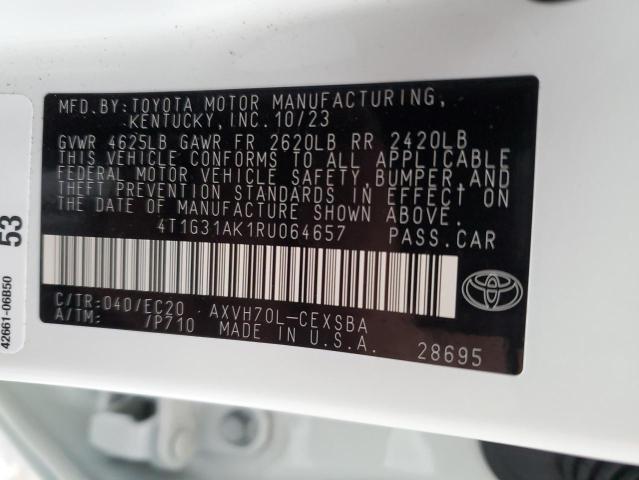 MFD.BY:TOYOTA MOTOR MANUFACTURING,
KENTUCKY, INC.10/23
GVWR 4625LB GAWR FR 2620LB RR 2420LB
THIS VEHICLE CONFORMS TO ALL APPLICABLE
FEDERAL MOTOR VEHICLE SAFETY, BUMPER, AND
THEFT PREVENTION STANDARDS IN EFFECT ON
THE DATE OF MANUFACTURE SHOWN ABOVE.
4T1G31AK1RU064657 PASS.CAR
C/TR:040/EC20 AXVH70L-CEXSBA
A/TM: /P710 MADE IN U.S.A.
28695
53
42661-06B50